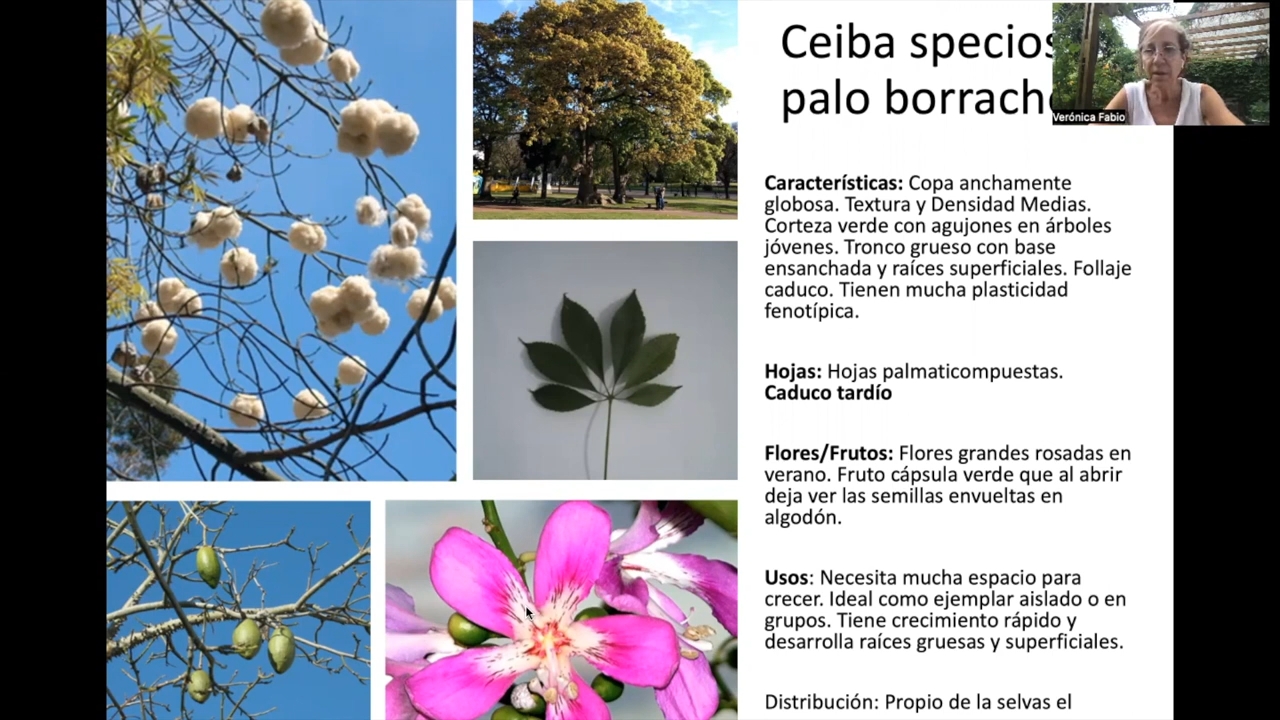 Ceiba specios
palo borracho
Verónica Fabio
Características: Copa anchamente
globosa. Textura y Densidad Medias.
Corteza verde con agujones en árboles
jóvenes. Tronco grueso con base
ensanchada y raíces superficiales. Follaje
caduco. Tienen mucha plasticidad
fenotípica.
Hojas: Hojas palmaticompuestas.
Caduco tardío
Flores/Frutos: Flores grandes rosadas en
verano. Fruto cápsula verde que al abrir
deja ver las semillas envueltas en
algodón.
Usos: Necesita mucha espacio para
crecer. Ideal como ejemplar aislado o en
grupos. Tiene crecimiento rápido y
desarrolla raíces gruesas y superficiales.
Distribución: Propio de la selvas el